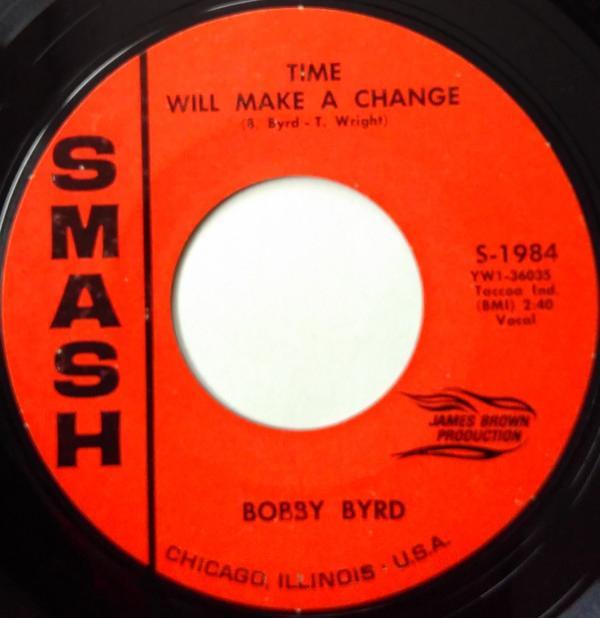 TIME
WILL MAKE A CHANGE
(B. Byrd - T. Wright)
SMASH
S-1984
YW1-36035
Taccoa Ind.
(BMI) 2:40
Vocal
JAMES BROWN
PRODUCTION
BOBBY BYRD
CHICAGO, ILLINOIS - U.S.A.